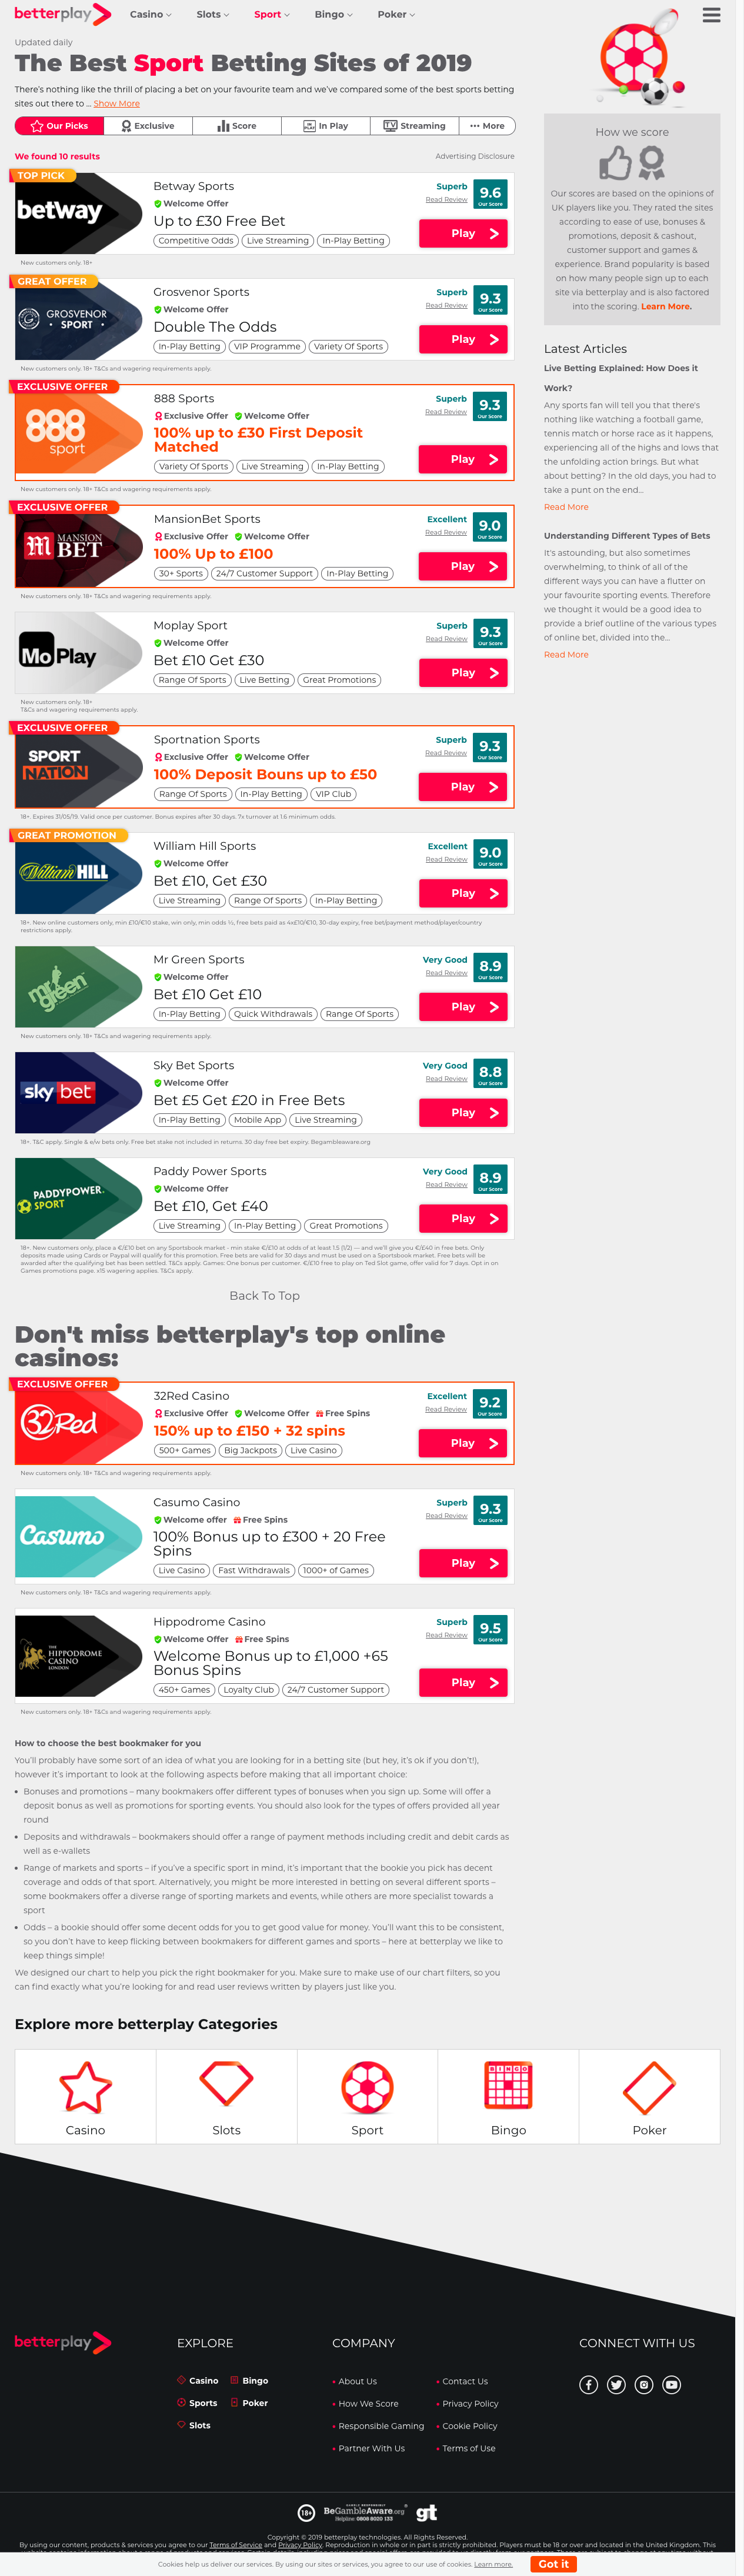 betterplay
Casino Slots Sport Bingo Poker
Updated daily
The Best Sport Betting Sites of 2019
There's nothing like the thrill of placing a bet on your favourite team and we've compared some of the best sports betting
sites out there to ... Show More
Our Picks Exclusive Score In Play Streaming More
We found 10 results Advertising Disclosure
TOP PICK
betway
Betway Sports
Welcome Offer
Up to £30 Free Bet
Competitive Odds Live Streaming In-Play Betting
Superb
Read Review
9.6
Our Score
Play
New customers only. 18+
GREAT OFFER
GROSVENOR
SPORT
Grosvenor Sports
Welcome Offer
Double The Odds
In-Play Betting VIP Programme Variety Of Sports
Superb
Read Review
9.3
Our Score
Play
New customers only. 18+ T&Cs and wagering requirements apply.
EXCLUSIVE OFFER
888
sport
888 Sports
Exclusive Offer Welcome Offer
100% up to £30 First Deposit
Matched
Variety Of Sports Live Streaming In-Play Betting
Superb
Read Review
9.3
Our Score
Play
New customers only. 18+ T&Cs and wagering requirements apply.
EXCLUSIVE OFFER
M MANSION
BET
MansionBet Sports
Exclusive Offer Welcome Offer
100% Up to £100
30+ Sports 24/7 Customer Support In-Play Betting
Excellent
Read Review
9.0
Our Score
Play
New customers only. 18+ T&Cs and wagering requirements apply.
MoPlay
Moplay Sport
Welcome Offer
Bet £10 Get £30
Range Of Sports Live Betting Great Promotions
Superb
Read Review
9.3
Our Score
Play
New customers only. 18+
T&Cs and wagering requirements apply.
EXCLUSIVE OFFER
SPORT
NATION
Sportnation Sports
Exclusive Offer Welcome Offer
100% Deposit Bouns up to £50
Range Of Sports In-Play Betting VIP Club
Superb
Read Review
9.3
Our Score
Play
18+. Expires 31/05/19. Valid once per customer. Bonus expires after 30 days. 7x turnover at 1.6 minimum odds.
GREAT PROMOTION
William HILL
William Hill Sports
Welcome Offer
Bet £10, Get £30
Live Streaming Range Of Sports In-Play Betting
Excellent
Read Review
9.0
Our Score
Play
18+. New online customers only, min £10/€10 stake, win only, min odds ½, free bets paid as 4x£10/€10, 30-day expiry, free bet/payment method/player/country
restrictions apply.
mr green
Mr Green Sports
Welcome Offer
Bet £10 Get £10
In-Play Betting Quick Withdrawals Range Of Sports
Very Good
Read Review
8.9
Our Score
Play
New customers only. 18+ T&Cs and wagering requirements apply.
sky bet
Sky Bet Sports
Welcome Offer
Bet £5 Get £20 in Free Bets
In-Play Betting Mobile App Live Streaming
Very Good
Read Review
8.8
Our Score
Play
18+. T&C apply. Single & e/w bets only. Free bet stake not included in returns. 30 day free bet expiry. Begambleaware.org
PADDYPOWER.
SPORT
Paddy Power Sports
Welcome Offer
Bet £10, Get £40
Live Streaming In-Play Betting Great Promotions
Very Good
Read Review
8.9
Our Score
Play
18+. New customers only, place a €/£10 bet on any Sportsbook market - min stake €/£10 at odds of at least 1.5 (1/2) — and we'll give you €/£40 in free bets. Only
deposits made using Cards or Paypal will qualify for this promotion. Free bets are valid for 30 days and must be used on a Sportsbook market. Free bets will be
awarded after the qualifying bet has been settled. T&Cs apply. Games: One bonus per customer. €/£10 free to play on Ted Slot game, offer valid for 7 days. Opt in on
Games promotions page. x15 wagering applies. T&Cs apply.
Back To Top
How we score
Our scores are based on the opinions of
UK players like you. They rated the sites
according to ease of use, bonuses &
promotions, deposit & cashout,
customer support and games &
experience. Brand popularity is based
on how many people sign up to each
site via betterplay and is also factored
into the scoring. Learn More.
Latest Articles
Live Betting Explained: How Does it
Work?
Any sports fan will tell you that there's
nothing like watching a football game,
tennis match or horse race as it happens,
experiencing all of the highs and lows that
the unfolding action brings. But what
about betting? In the old days, you had to
take a punt on the end...
Read More
Understanding Different Types of Bets
It's astounding, but also sometimes
overwhelming, to think of all of the
different ways you can have a flutter on
your favourite sporting events. Therefore
we thought it would be a good idea to
provide a brief outline of the various types
of online bet, divided into the...
Read More
Don't miss betterplay's top online
casinos:
EXCLUSIVE OFFER
32Red
32Red Casino
Exclusive Offer Welcome Offer Free Spins
150% up to £150 + 32 spins
500+ Games Big Jackpots Live Casino
Excellent
Read Review
9.2
Our Score
Play
New customers only. 18+ T&Cs and wagering requirements apply.
Casumo
Casumo Casino
Welcome offer Free Spins
100% Bonus up to £300 + 20 Free
Spins
Live Casino Fast Withdrawals 1000+ of Games
Superb
Read Review
9.3
Our Score
Play
New customers only. 18+ T&Cs and wagering requirements apply.
THE
HIPPODROME
CASINO
LONDON
Hippodrome Casino
Welcome Offer Free Spins
Welcome Bonus up to £1,000 +65
Bonus Spins
450+ Games Loyalty Club 24/7 Customer Support
Superb
Read Review
9.5
Our Score
Play
New customers only. 18+ T&Cs and wagering requirements apply.
How to choose the best bookmaker for you
You'll probably have some sort of an idea of what you are looking for in a betting site (but hey, it's ok if you don't!),
however it's important to look at the following aspects before making that all important choice:
• Bonuses and promotions – many bookmakers offer different types of bonuses when you sign up. Some will offer a
deposit bonus as well as promotions for sporting events. You should also look for the types of offers provided all year
round
• Deposits and withdrawals – bookmakers should offer a range of payment methods including credit and debit cards as
well as e-wallets
• Range of markets and sports – if you've a specific sport in mind, it's important that the bookie you pick has decent
coverage and odds of that sport. Alternatively, you might be more interested in betting on several different sports –
some bookmakers offer a diverse range of sporting markets and events, while others are more specialist towards a
sport
• Odds – a bookie should offer some decent odds for you to get good value for money. You'll want this to be consistent,
so you don't have to keep flicking between bookmakers for different games and sports – here at betterplay we like to
keep things simple!
We designed our chart to help you pick the right bookmaker for you. Make sure to make use of our chart filters, so you
can find exactly what you're looking for and read user reviews written by players just like you.
Explore more betterplay Categories
BINGO
Casino Slots Sport Bingo Poker
betterplay
EXPLORE
Casino Bingo
Sports Poker
Slots
COMPANY
About Us Contact Us
How We Score Privacy Policy
Responsible Gaming Cookie Policy
Partner With Us Terms of Use
CONNECT WITH US
18+ GAMBLE RESPONSIBLY
BeGambleAware.org
Helpline 0808 8020 133
gt
Copyright © 2019 betterplay technologies. All Rights Reserved.
By using our content, products & services you agree to our Terms of Service and Privacy Policy. Reproduction in whole or in part is strictly prohibited. Players must be 18 or over and located in the United Kingdom. This
Cookies help us deliver our services. By using our sites or services, you agree to our use of cookies. Learn more. Got it